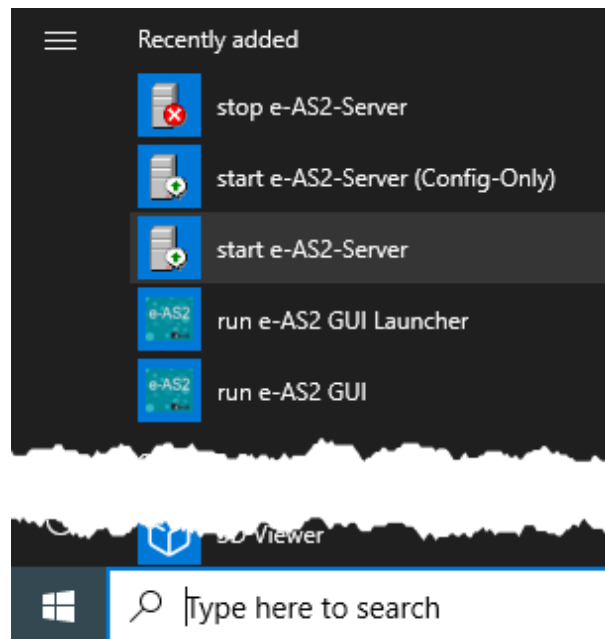 Recently added
stop e-AS2-Server
start e-AS2-Server (Config-Only)
start e-AS2-Server
e-AS2
run e-AS2 GUI Launcher
e-AS2
run e-AS2 GUI
3D Viewer
Type here to search